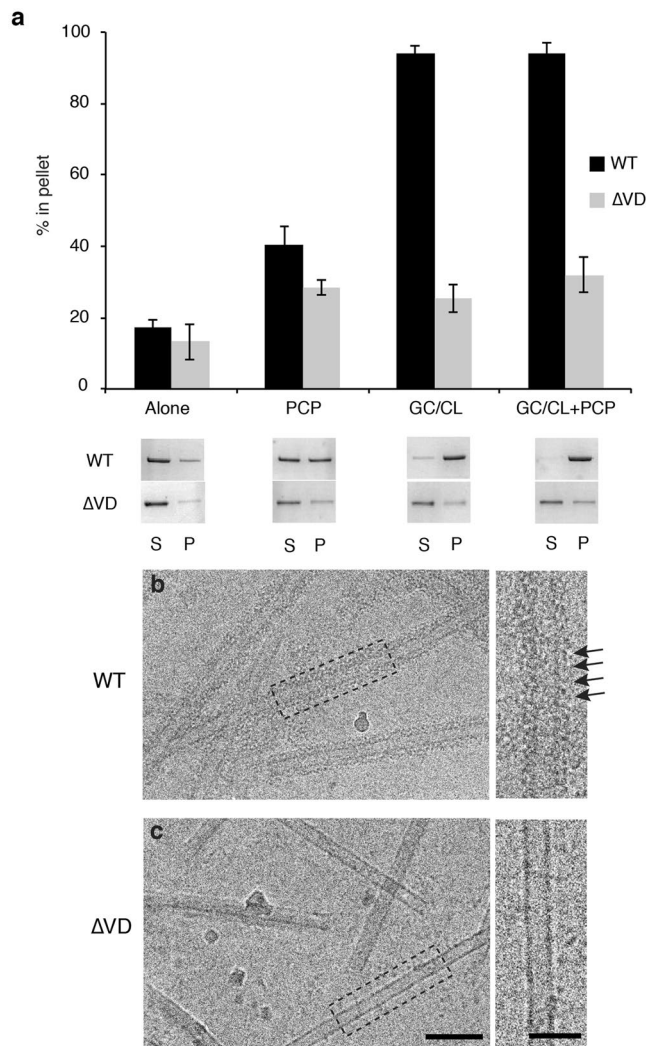 a
100
80
60
40
20
0
% in pellet
WT
ΔVD
Alone PCP GC/CL GC/CL+PCP
WT
ΔVD
S P S P S P S P
b
WT
c
ΔVD